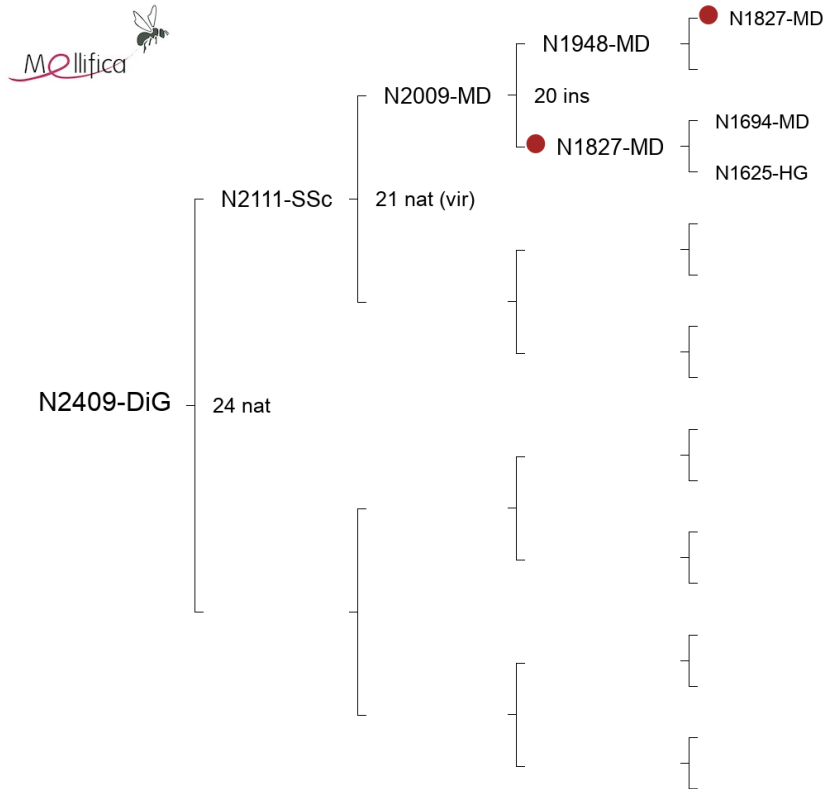 Mellifica
N1827-MD
N1948-MD
N2009-MD
20 ins
N1694-MD
N1827-MD
N1625-HG
N2111-SSc
21 nat (vir)
N2409-DiG
24 nat